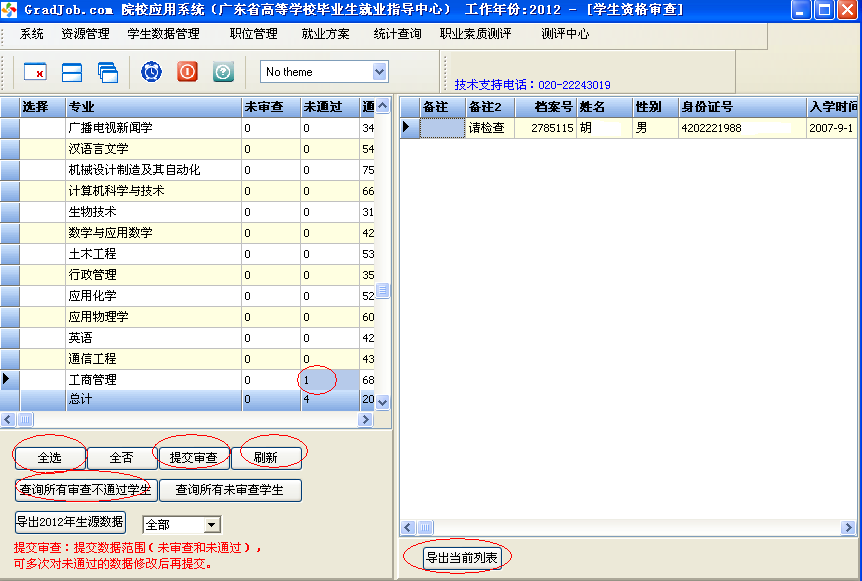 GradJob.com 院校应用系统（广东省高等学校毕业生就业指导中心） 工作年份:2012 - [学生资格审查]
系统 资源管理 学生数据管理 职位管理 就业方案 统计查询 职业素质测评 测评中心
No theme
技术支持电话：020-22243019
选择 专业 未审查 未通过 通
广播电视新闻学 0 0 34
汉语言文学 0 0 54
机械设计制造及其自动化 0 0 75
计算机科学与技术 0 0 66
生物技术 0 0 31
数学与应用数学 0 0 42
土木工程 0 0 53
行政管理 0 0 35
应用化学 0 0 52
应用物理学 0 0 60
英语 0 0 42
通信工程 0 0 43
工商管理 0 1 68
总计 0 4 20
备注 备注2 档案号 姓名 性别 身份证号 入学时间
请检查 2785115 胡 男 4202221988 2007-9-1
全选 全否 提交审查 刷新
查询所有审查不通过学生 查询所有未审查学生
导出2012年生源数据 全部
提交审查：提交数据范围（未审查和未通过），
可多次对未通过的数据修改后再提交。
导出当前列表